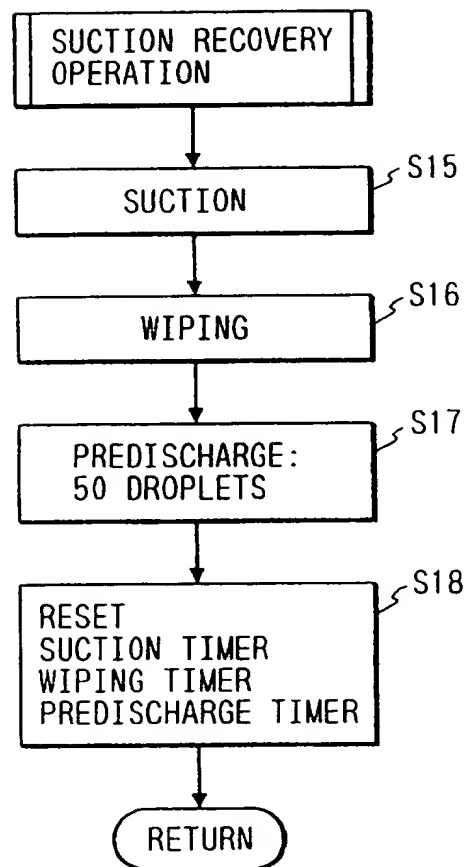 SUCTION RECOVERY
OPERATION
S15
SUCTION
S16
WIPING
S17
PREDISCHARGE:
50 DROPLETS
S18
RESET
SUCTION TIMER
WIPING TIMER
PREDISCHARGE TIMER
RETURN